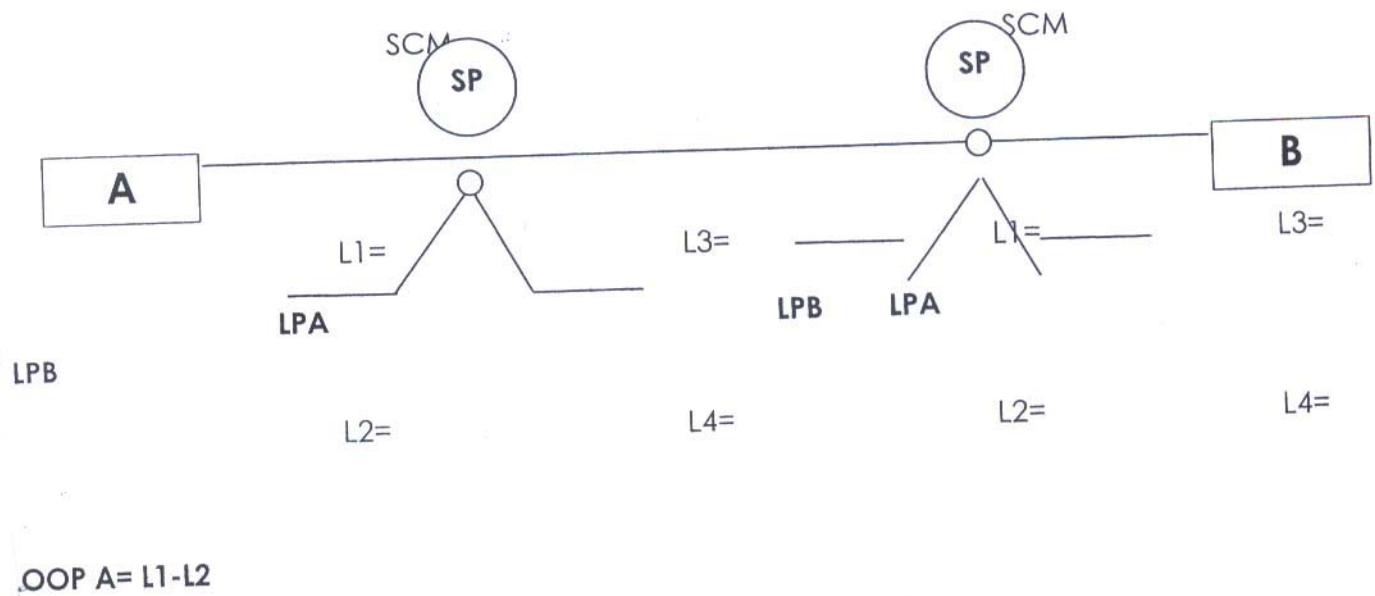 SCM SCM
SP SP
A B
L1= L3= L1= L3=
LPA LPB LPA
LPB
L2= L4= L2= L4=
OOP A= L1-L2